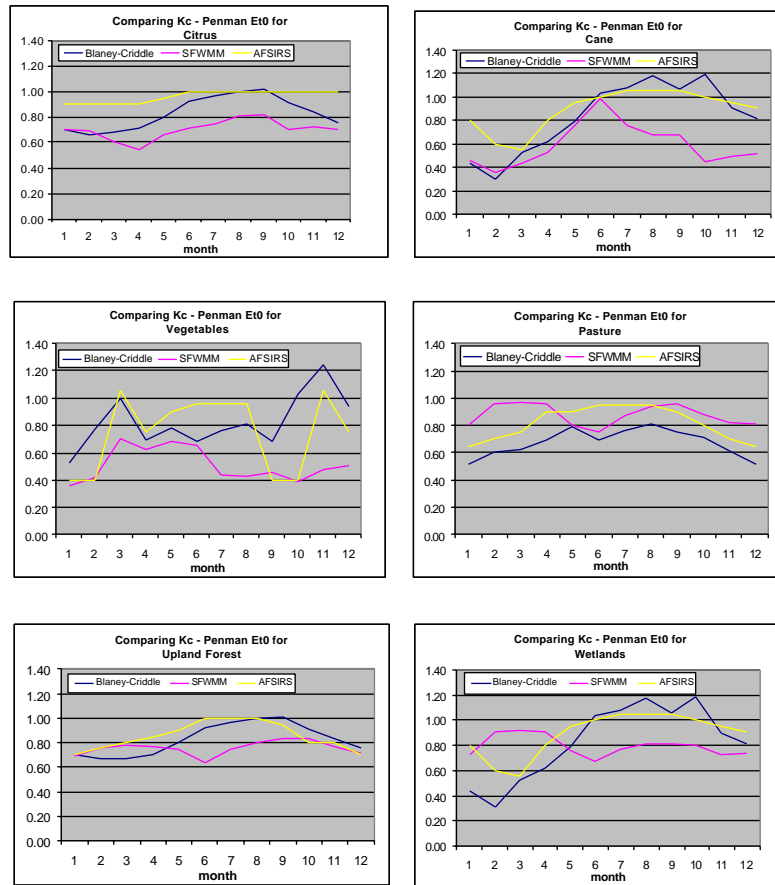 Comparing Kc - Penman Et0 for
Citrus
Blaney-Criddle SFWMM AFSIRS
1.40
1.20
1.00
0.80
0.60
0.40
0.20
0.00
1 2 3 4 5 6 7 8 9 10 11 12
month
Comparing Kc - Penman Et0 for
Cane
Blaney-Criddle SFWMM AFSIRS
1.40
1.20
1.00
0.80
0.60
0.40
0.20
0.00
1 2 3 4 5 6 7 8 9 10 11 12
month
Comparing Kc - Penman Et0 for
Vegetables
Blaney-Criddle SFWMM AFSIRS
1.40
1.20
1.00
0.80
0.60
0.40
0.20
0.00
1 2 3 4 5 6 7 8 9 10 11 12
month
Comparing Kc - Penman Et0 for
Pasture
Blaney-Criddle SFWMM AFSIRS
1.40
1.20
1.00
0.80
0.60
0.40
0.20
0.00
1 2 3 4 5 6 7 8 9 10 11 12
month
Comparing Kc - Penman Et0 for
Upland Forest
Blaney-Criddle SFWMM AFSIRS
1.40
1.20
1.00
0.80
0.60
0.40
0.20
0.00
1 2 3 4 5 6 7 8 9 10 11 12
month
Comparing Kc - Penman Et0 for
Wetlands
Blaney-Criddle SFWMM AFSIRS
1.40
1.20
1.00
0.80
0.60
0.40
0.20
0.00
1 2 3 4 5 6 7 8 9 10 11 12
month